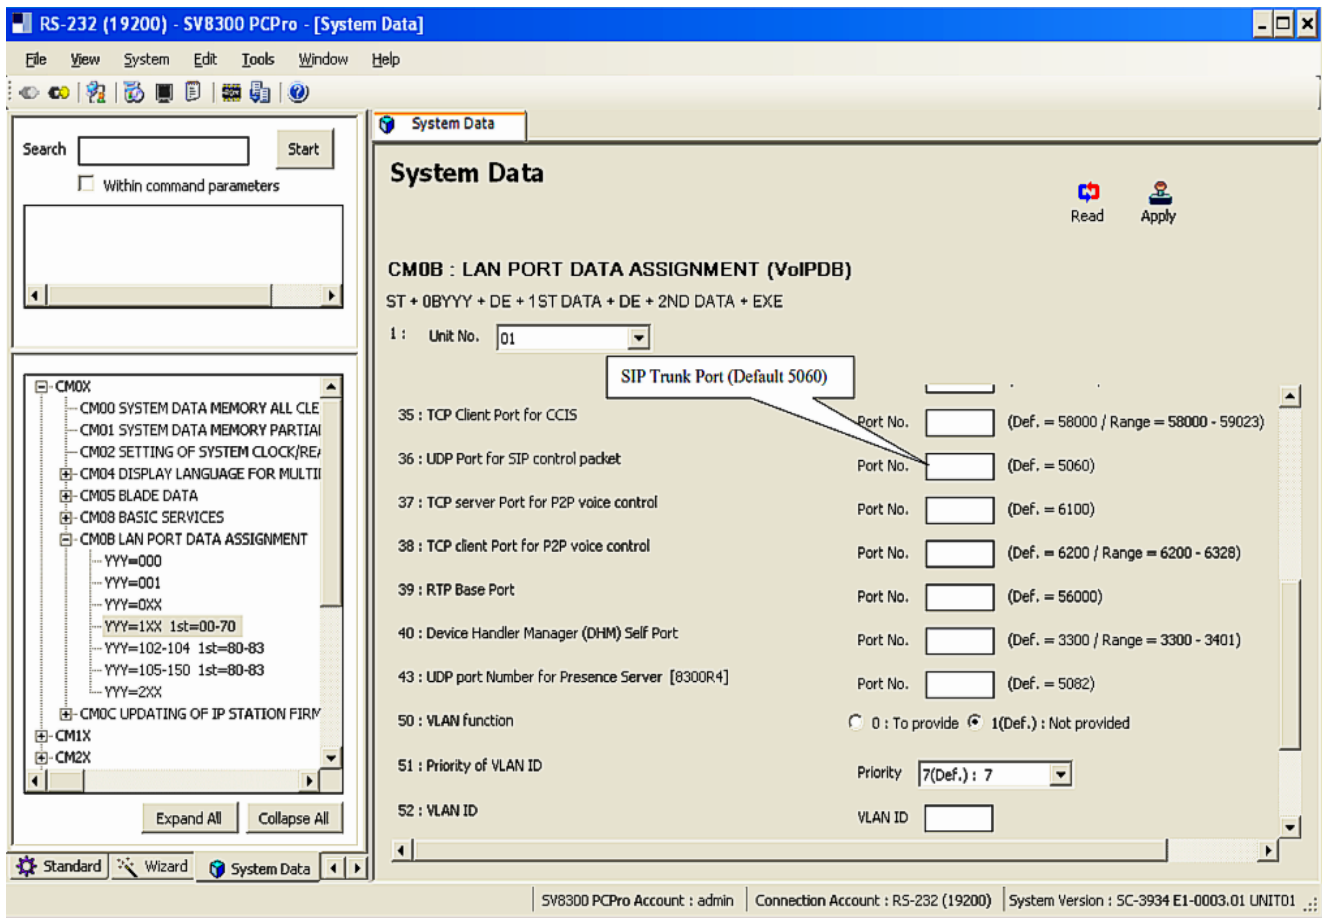 RS-232 (19200) - SV8300 PCPro - [System Data]
File View System Edit Tools Window Help
Search
Start
Within command parameters
CM0X
CM00 SYSTEM DATA MEMORY ALL CLE
CM01 SYSTEM DATA MEMORY PARTIAL
CM02 SETTING OF SYSTEM CLOCK/RE
CM04 DISPLAY LANGUAGE FOR MULTI
CM05 BLADE DATA
CM08 BASIC SERVICES
CM0B LAN PORT DATA ASSIGNMENT
YYY=000
YYY=001
YYY=0XX
YYY=1XX 1st=00-70
YYY=102-104 1st=80-83
YYY=105-150 1st=80-83
YYY=2XX
CM0C UPDATING OF IP STATION FIRM
CM1X
CM2X
Expand All Collapse All
Standard Wizard System Data
System Data
System Data
Read Apply
CM0B : LAN PORT DATA ASSIGNMENT (VoIPDB)
ST + 0BYYY + DE + 1ST DATA + DE + 2ND DATA + EXE
1 : Unit No. 01
SIP Trunk Port (Default 5060)
35 : TCP Client Port for CCIS Port No. (Def. = 58000 / Range = 58000 - 59023)
36 : UDP Port for SIP control packet Port No. (Def. = 5060)
37 : TCP server Port for P2P voice control Port No. (Def. = 6100)
38 : TCP client Port for P2P voice control Port No. (Def. = 6200 / Range = 6200 - 6328)
39 : RTP Base Port Port No. (Def. = 56000)
40 : Device Handler Manager (DHM) Self Port Port No. (Def. = 3300 / Range = 3300 - 3401)
43 : UDP port Number for Presence Server [8300R4] Port No. (Def. = 5082)
50 : VLAN function 0 : To provide 1(Def.) : Not provided
51 : Priority of VLAN ID Priority 7(Def.) : 7
52 : VLAN ID VLAN ID
SV8300 PCPro Account : admin Connection Account : RS-232 (19200) System Version : SC-3934 E1-0003.01 UNIT01